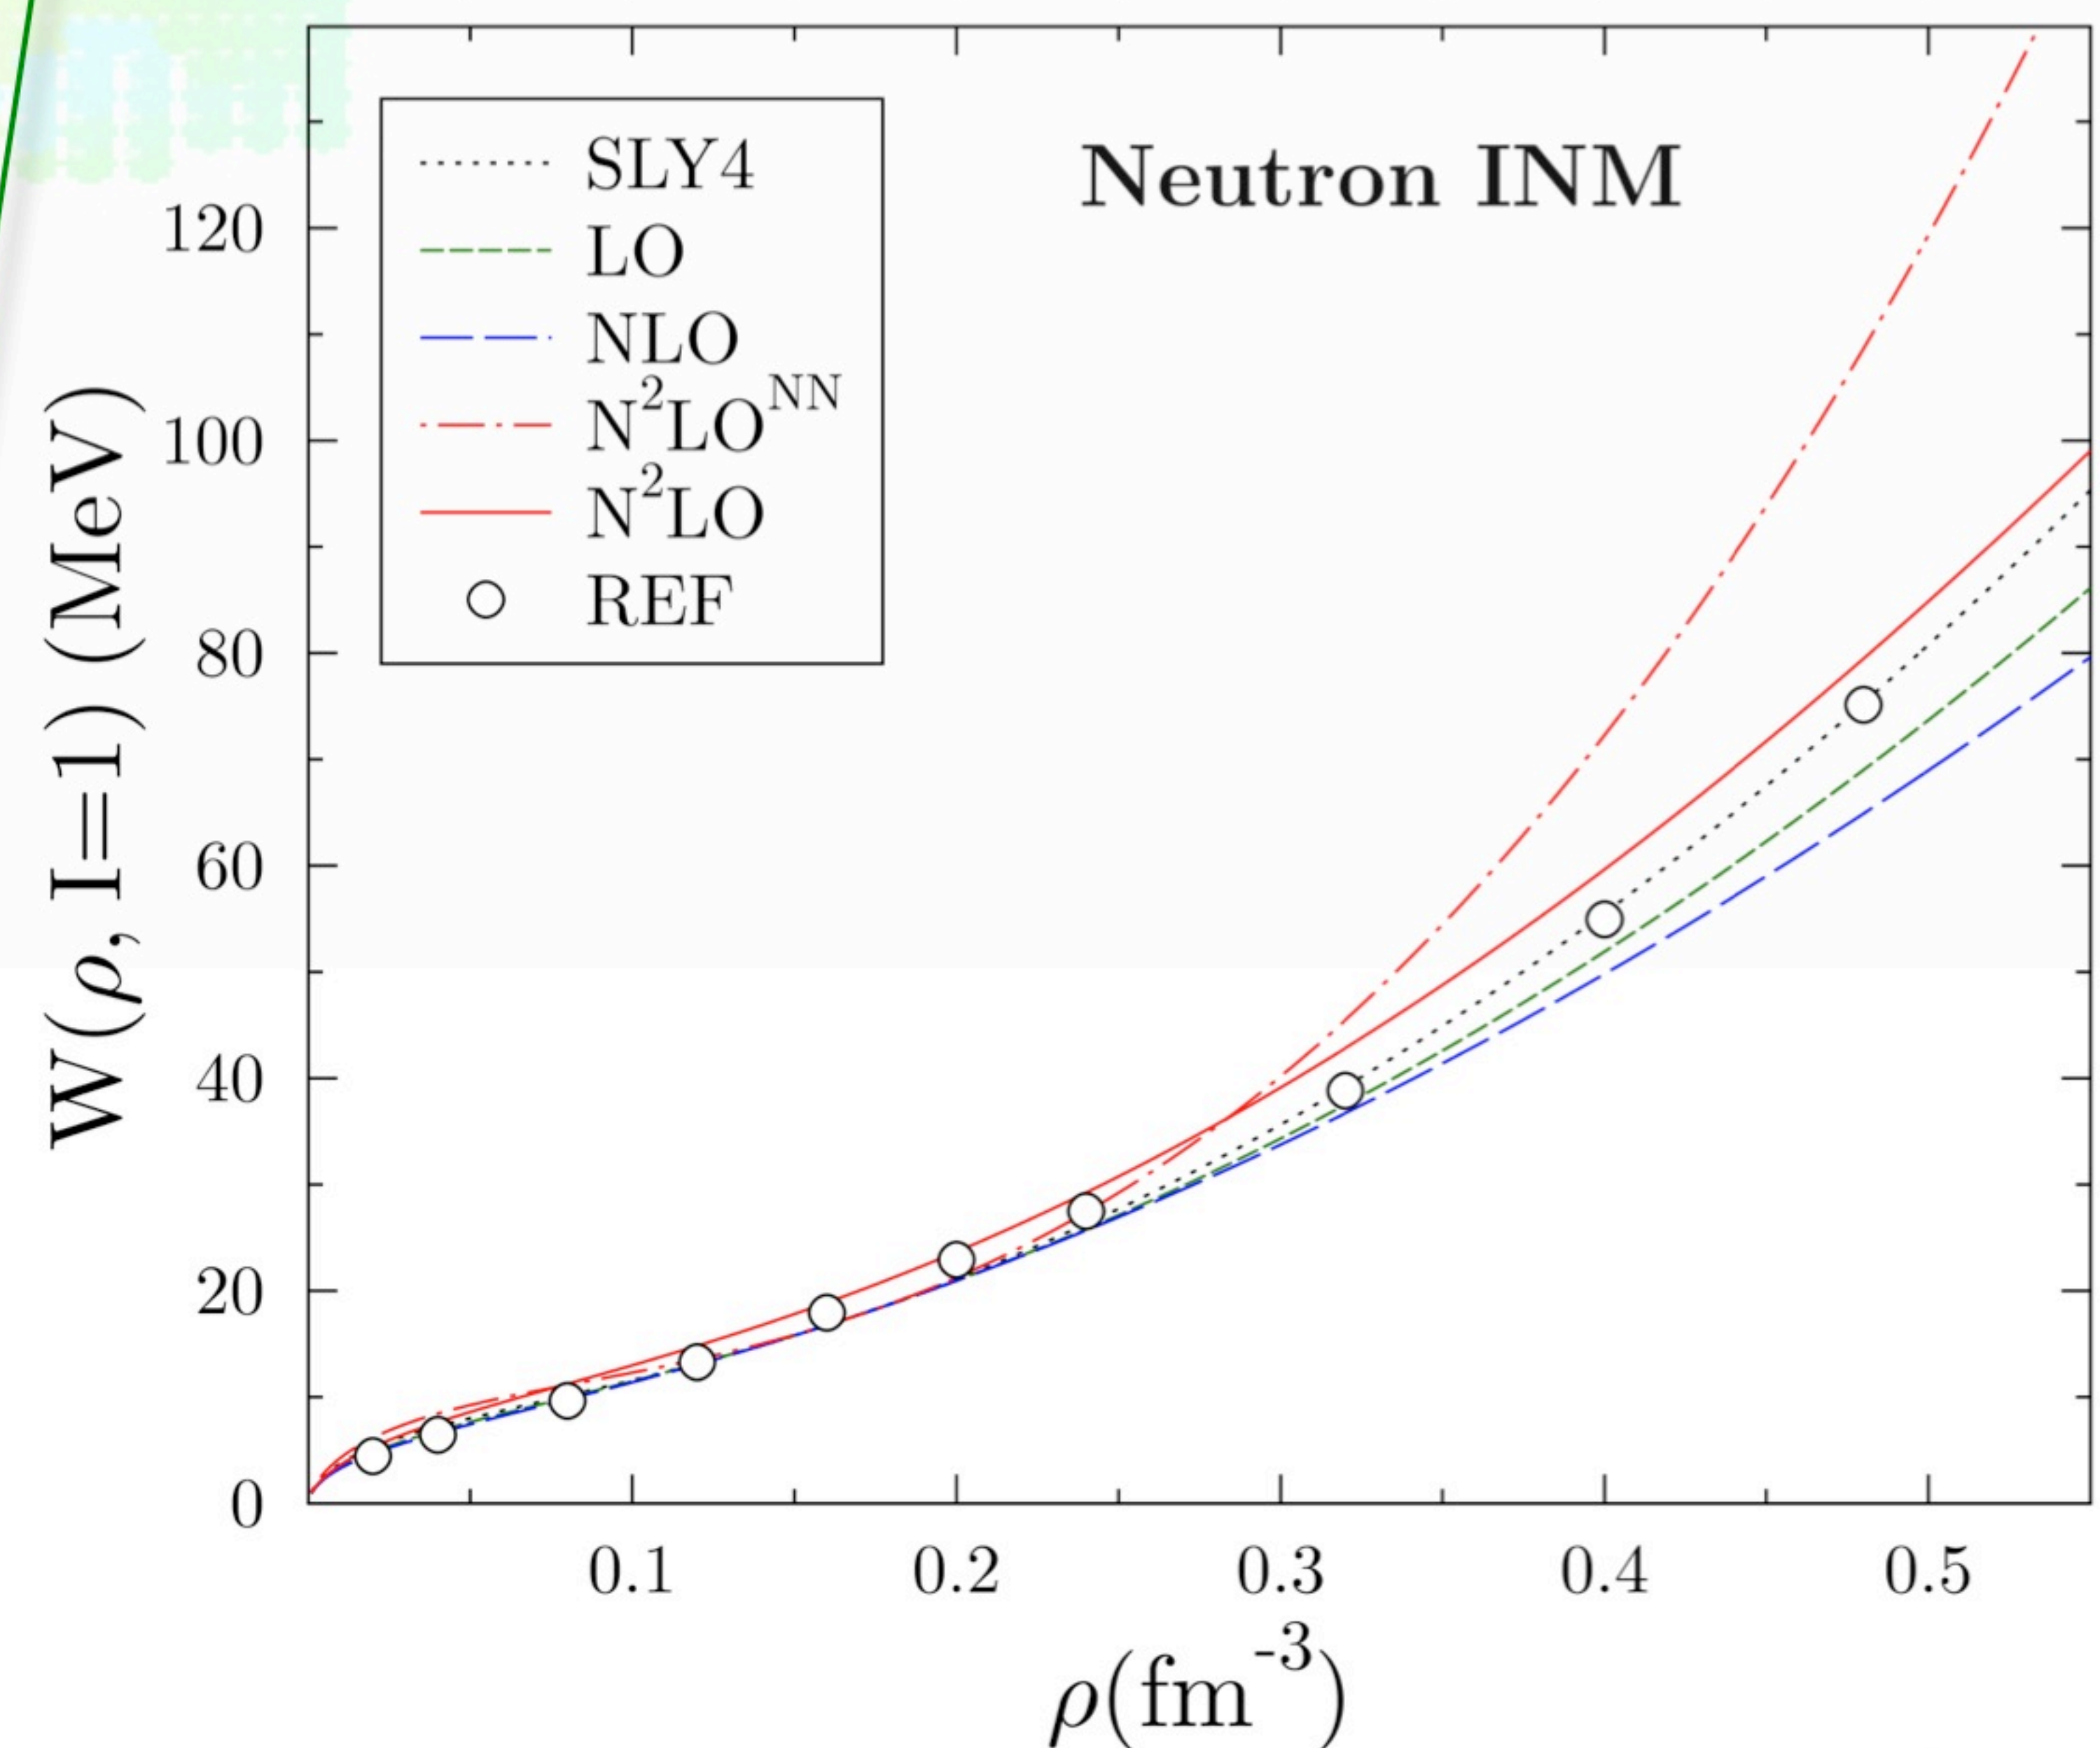 Neutron INM
SLY4
LO
NLO
N²LO^NN
N²LO
REF
W(ρ, I=1) (MeV)
120
100
80
60
40
20
0
0.1 0.2 0.3 0.4 0.5
ρ(fm⁻³)